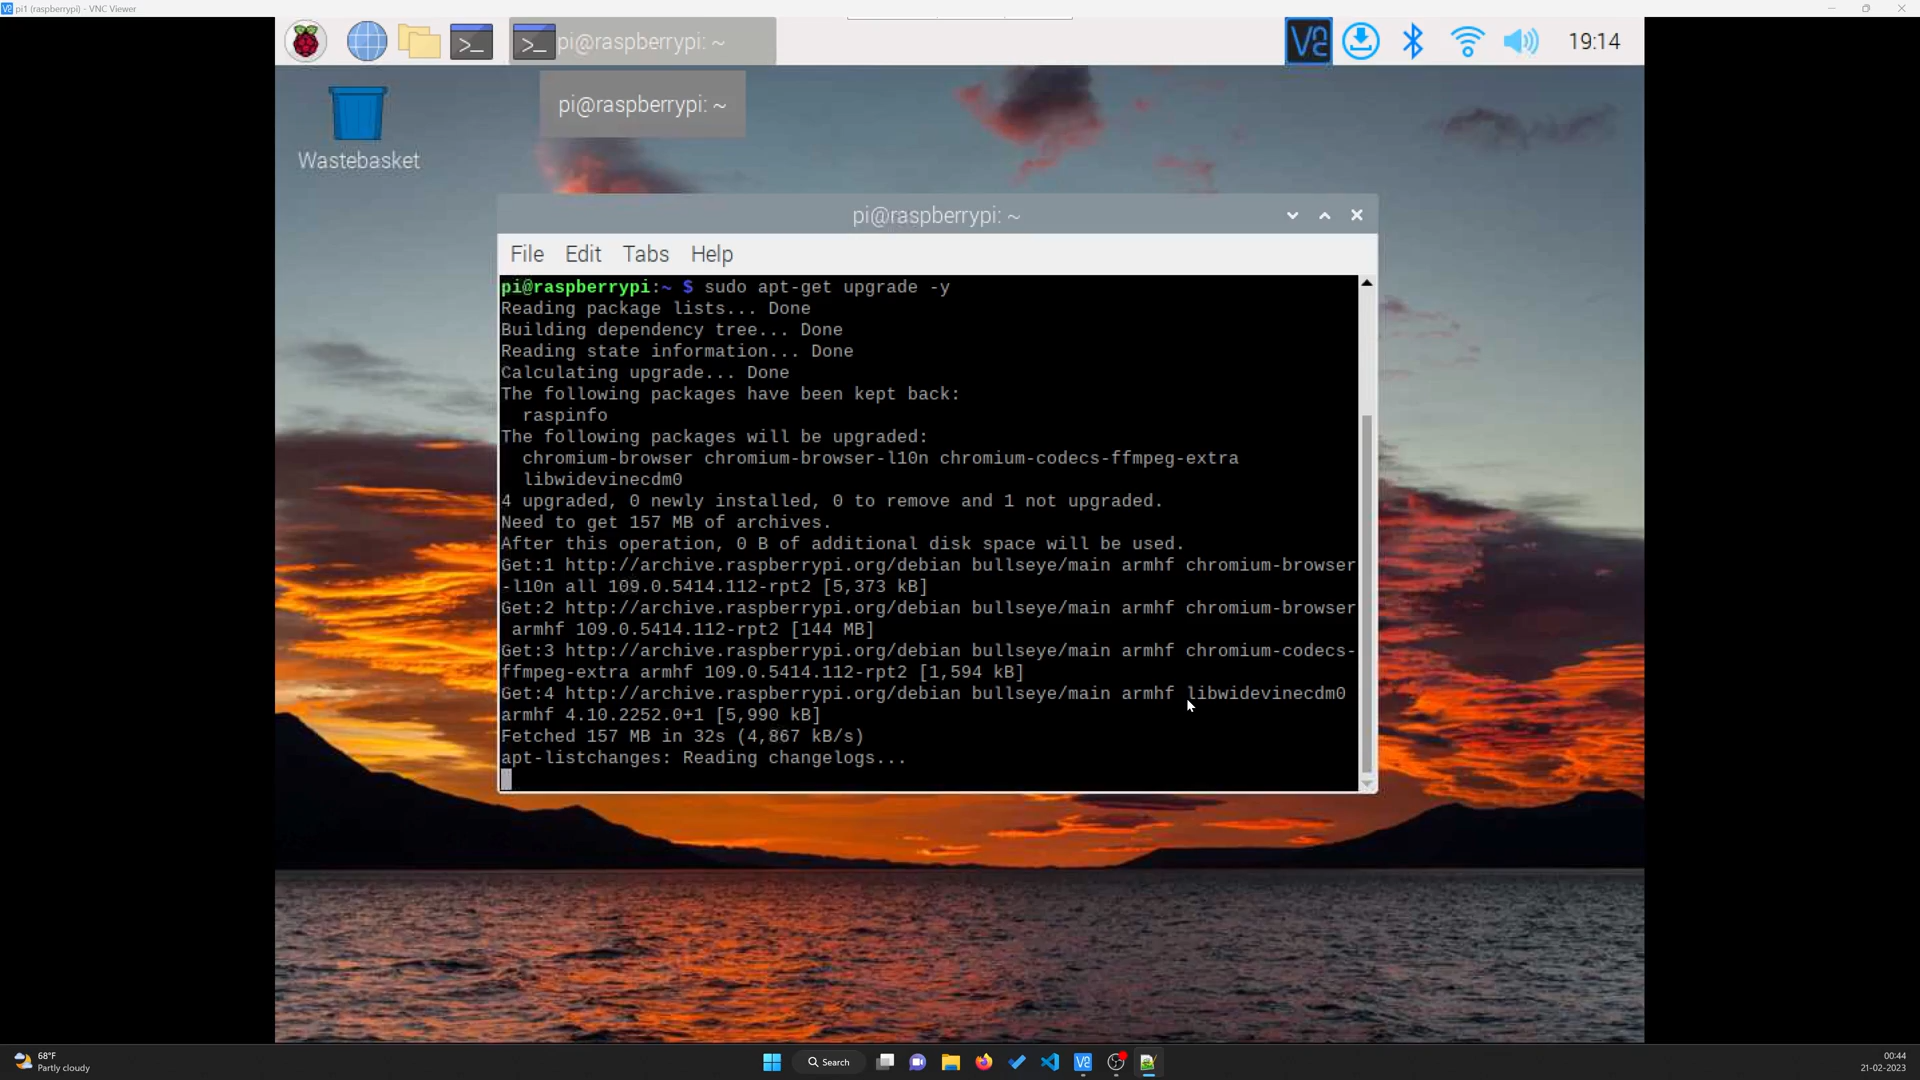 pi1 (raspberrypi) - VNC Viewer
pi@raspberrypi: ~
19:14
pi@raspberrypi: ~
Wastebasket
pi@raspberrypi: ~
File Edit Tabs Help
pi@raspberrypi:~ $ sudo apt-get upgrade -y
Reading package lists... Done
Building dependency tree... Done
Reading state information... Done
Calculating upgrade... Done
The following packages have been kept back:
raspinfo
The following packages will be upgraded:
chromium-browser chromium-browser-l10n chromium-codecs-ffmpeg-extra
libwidevinecdm0
4 upgraded, 0 newly installed, 0 to remove and 1 not upgraded.
Need to get 157 MB of archives.
After this operation, 0 B of additional disk space will be used.
Get:1 http://archive.raspberrypi.org/debian bullseye/main armhf chromium-browser
-l10n all 109.0.5414.112-rpt2 [5,373 kB]
Get:2 http://archive.raspberrypi.org/debian bullseye/main armhf chromium-browser
armhf 109.0.5414.112-rpt2 [144 MB]
Get:3 http://archive.raspberrypi.org/debian bullseye/main armhf chromium-codecs-
ffmpeg-extra armhf 109.0.5414.112-rpt2 [1,594 kB]
Get:4 http://archive.raspberrypi.org/debian bullseye/main armhf libwidevinecdm0
armhf 4.10.2252.0+1 [5,990 kB]
Fetched 157 MB in 32s (4,867 kB/s)
apt-listchanges: Reading changelogs...
68°F
Partly cloudy
Search
00:44
21-02-2023